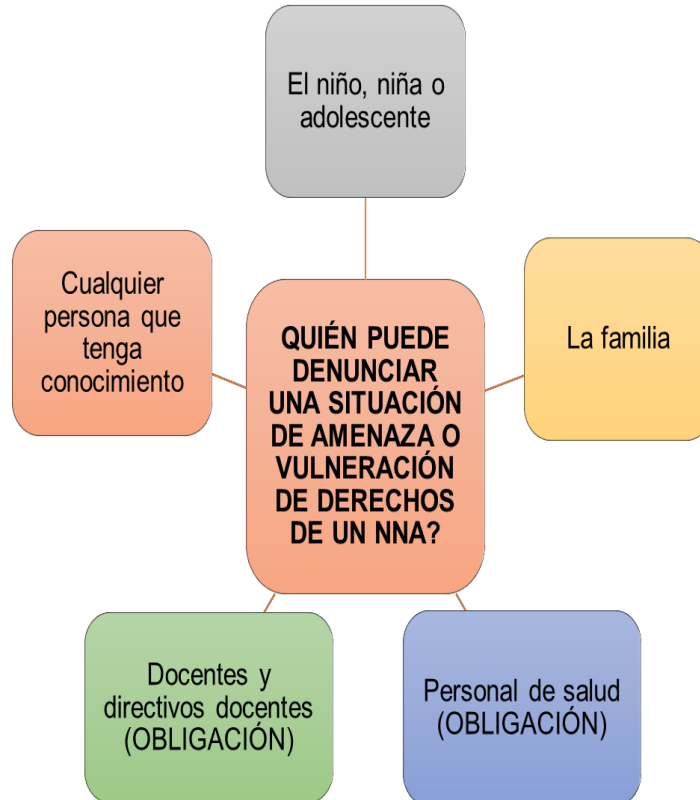 El niño, niña o
adolescente
Cualquier
persona que
tenga
conocimiento
QUIÉN PUEDE
DENUNCIAR
UNA SITUACIÓN
DE AMENAZA O
VULNERACIÓN
DE DERECHOS
DE UN NNA?
La familia
Docentes y
directivos docentes
(OBLIGACIÓN)
Personal de salud
(OBLIGACIÓN)